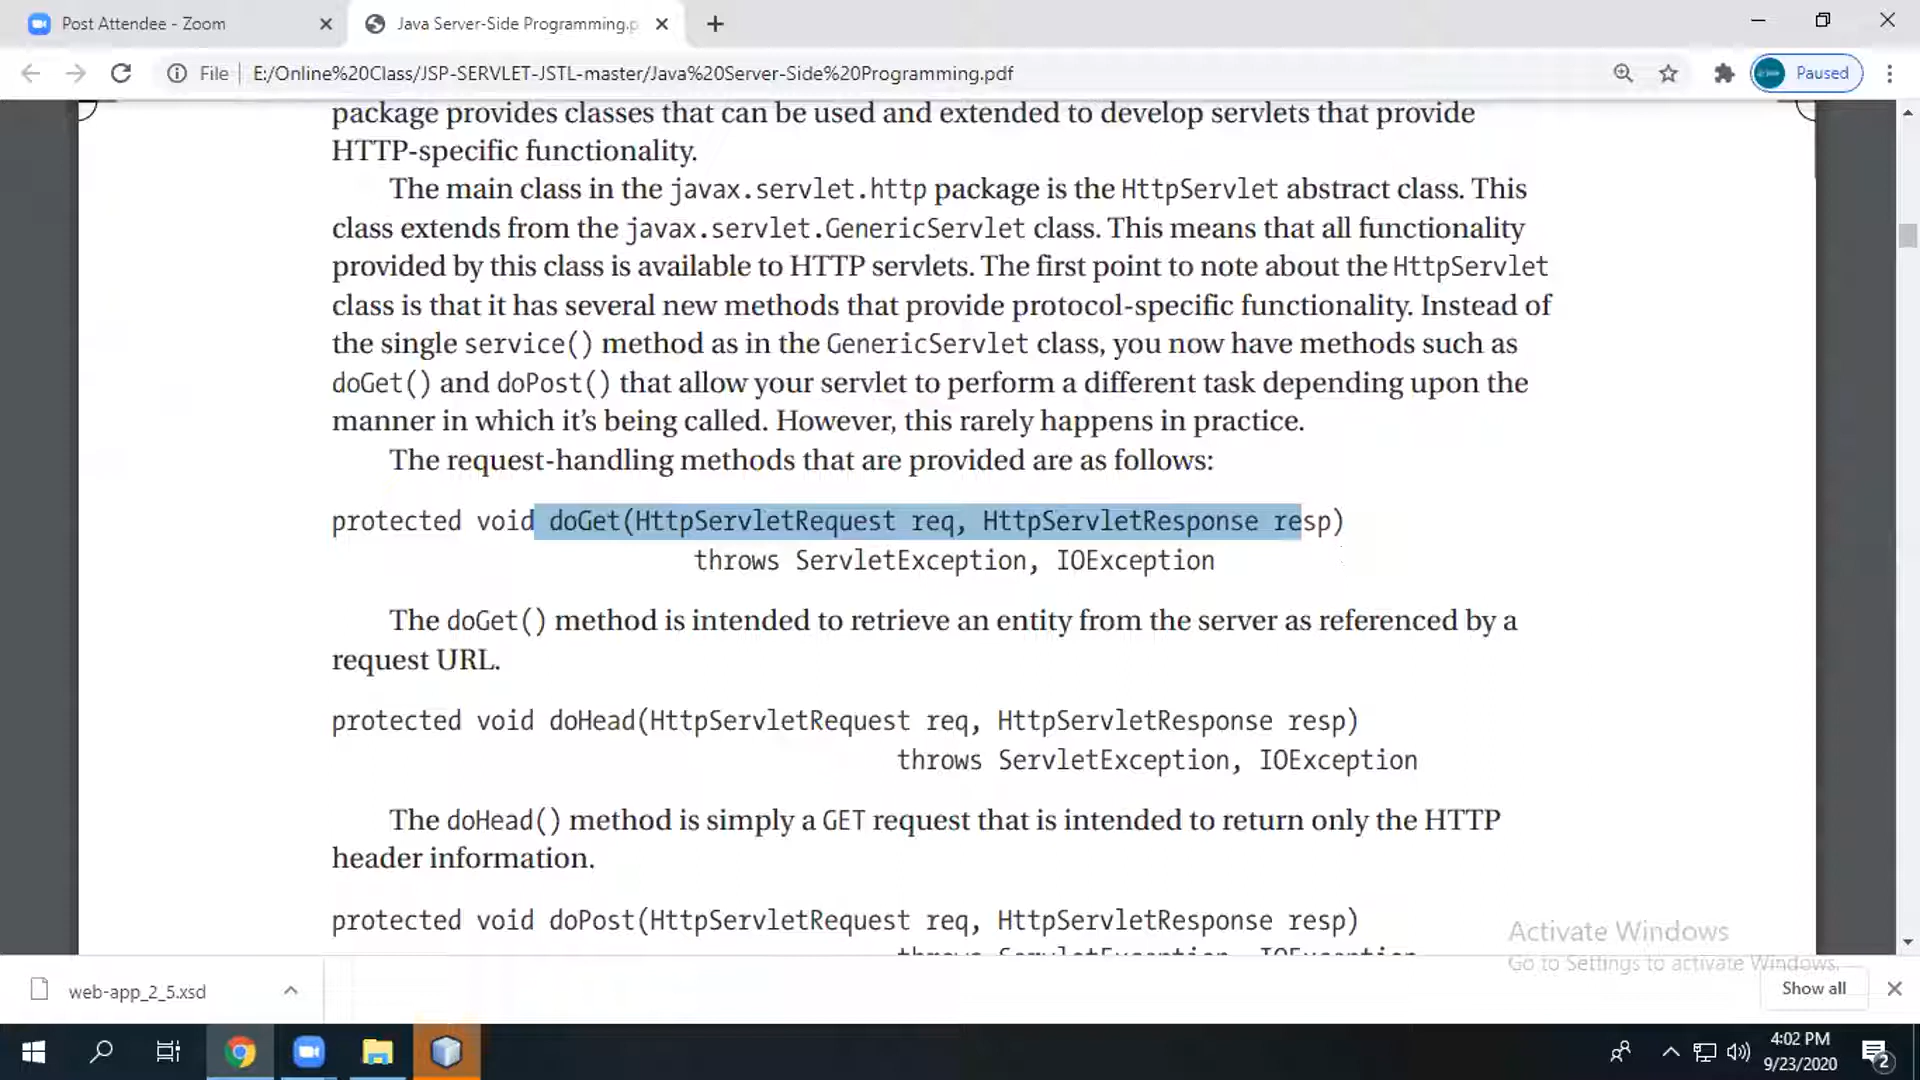 Post Attendee - Zoom
Java Server-Side Programming.p
File
E:/Online%20Class/JSP-SERVLET-JSTL-master/Java%20Server-Side%20Programming.pdf
Paused
package provides classes that can be used and extended to develop servlets that provide
HTTP-specific functionality.
The main class in the javax.servlet.http package is the HttpServlet abstract class. This
class extends from the javax.servlet.GenericServlet class. This means that all functionality
provided by this class is available to HTTP servlets. The first point to note about the HttpServlet
class is that it has several new methods that provide protocol-specific functionality. Instead of
the single service() method as in the GenericServlet class, you now have methods such as
doGet() and doPost() that allow your servlet to perform a different task depending upon the
manner in which it’s being called. However, this rarely happens in practice.
The request-handling methods that are provided are as follows:
protected void doGet(HttpServletRequest req, HttpServletResponse resp)
throws ServletException, IOException
The doGet() method is intended to retrieve an entity from the server as referenced by a
request URL.
protected void doHead(HttpServletRequest req, HttpServletResponse resp)
throws ServletException, IOException
The doHead() method is simply a GET request that is intended to return only the HTTP
header information.
protected void doPost(HttpServletRequest req, HttpServletResponse resp)
throws ServletException, IOException
Activate Windows
Go to Settings to activate Windows.
web-app_2_5.xsd
Show all
4:02 PM
9/23/2020
2